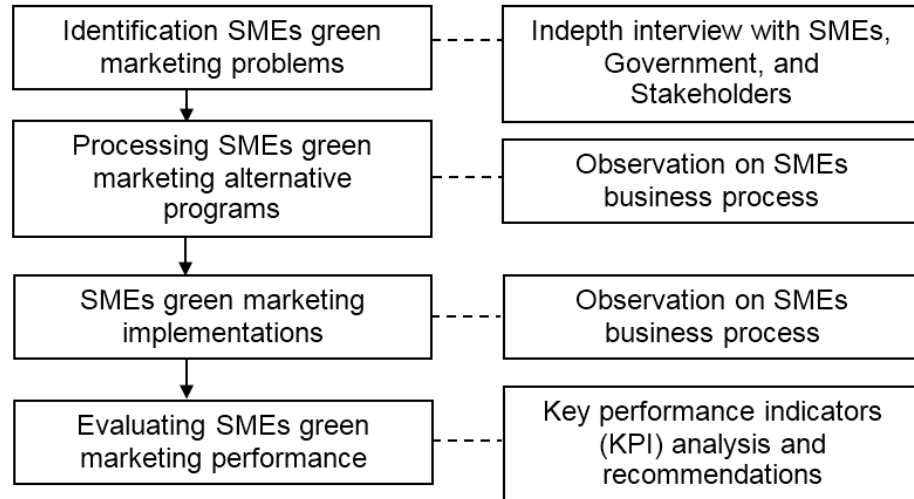 Identification SMEs green
marketing problems
Indepth interview with SMEs,
Government, and
Stakeholders
Processing SMEs green
marketing alternative
programs
Observation on SMEs
business process
SMEs green marketing
implementations
Observation on SMEs
business process
Evaluating SMEs green
marketing performance
Key performance indicators
(KPI) analysis and
recommendations